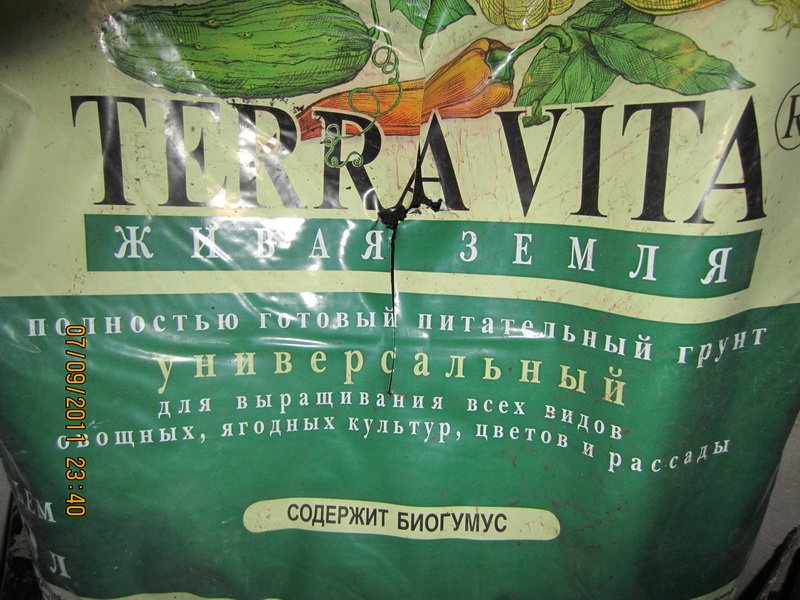 TERRA VITA
ЖИВАЯ ЗЕМЛЯ
полностью готовый питательный грунт
универсальный
для выращивания всех видов
овощных, ягодных культур, цветов и рассады
СОДЕРЖИТ БИОГУМУС
Л
07/09/2011 23:40